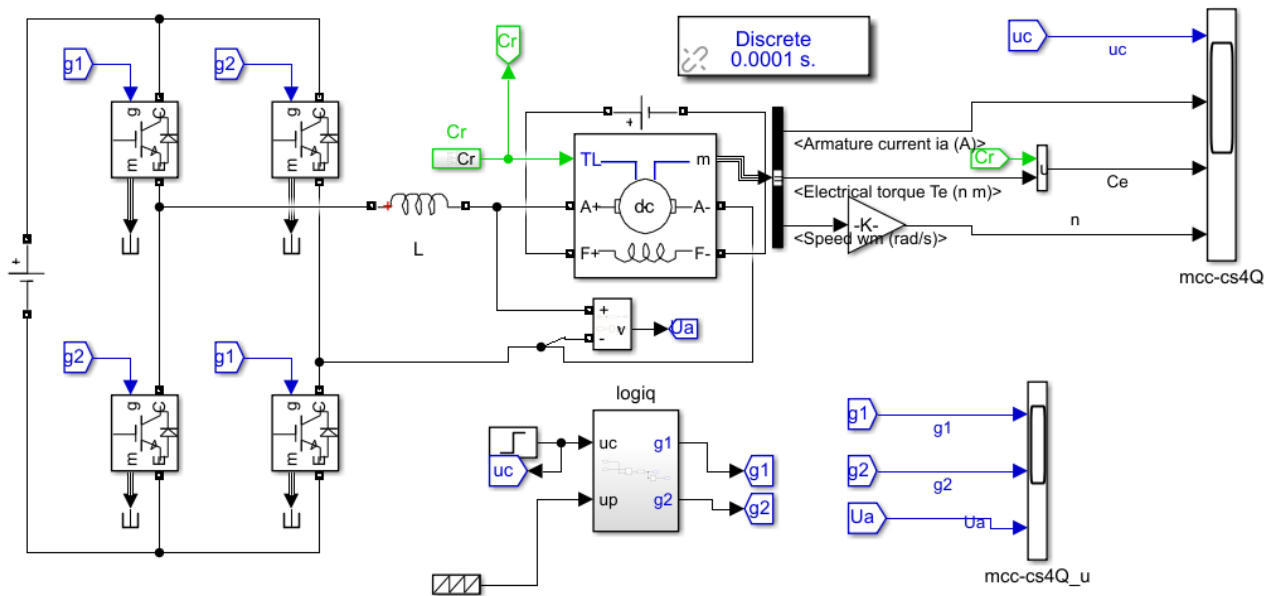 g1
g2
Cr
Discrete
0.0001 s.
uc
uc
g
C
m
E
g
C
m
E
+
Cr
Cr
TL
m
<Armature current ia (A)>
Cr
u
Ce
<Electrical torque Te (n m)>
A+
dc
A-
L
-K-
n
<Speed wm (rad/s)>
F+
F-
mcc-cs4Q
+
+
-
v
Ua
g2
g1
g
C
m
E
g
C
m
E
logiq
uc
g1
uc
up
g2
g1
g2
g1
g1
g2
g2
Ua
Ua
mcc-cs4Q_u